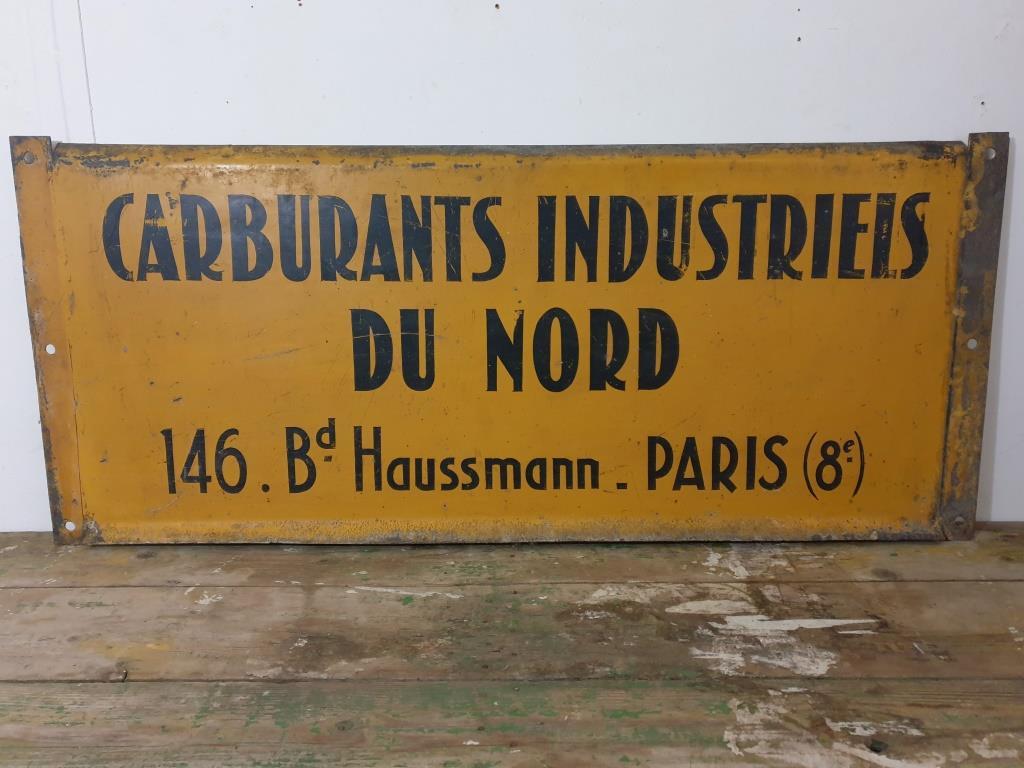 CARBURANTS INDUSTRIELS
DU NORD
146. Bd Haussmann - PARIS (8e)